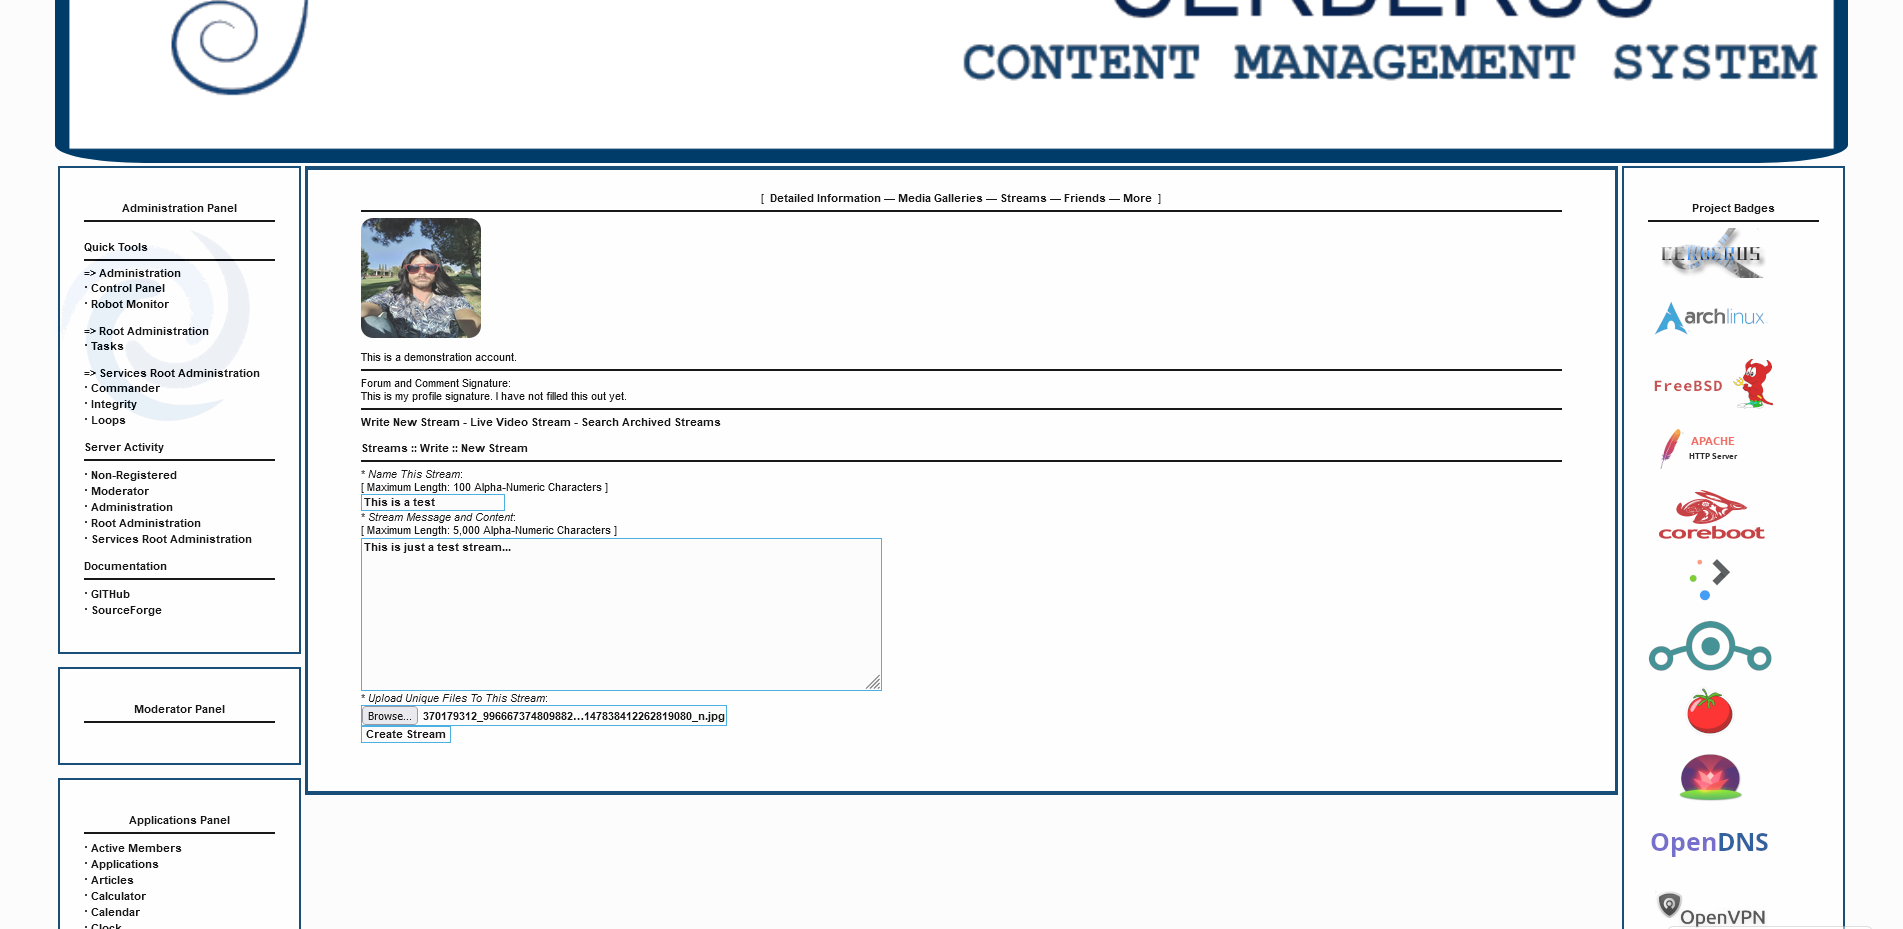 CERBERUS
CONTENT MANAGEMENT SYSTEM
Administration Panel
Quick Tools
=> Administration
· Control Panel
· Robot Monitor
=> Root Administration
· Tasks
=> Services Root Administration
· Commander
· Integrity
· Loops
Server Activity
· Non-Registered
· Moderator
· Administration
· Root Administration
· Services Root Administration
Documentation
· GITHub
· SourceForge
Moderator Panel
Applications Panel
· Active Members
· Applications
· Articles
· Calculator
· Calendar
· Clock
[ Detailed Information — Media Galleries — Streams — Friends — More ]
This is a demonstration account.
Forum and Comment Signature:
This is my profile signature. I have not filled this out yet.
Write New Stream - Live Video Stream - Search Archived Streams
Streams :: Write :: New Stream
* Name This Stream:
[ Maximum Length: 100 Alpha-Numeric Characters ]
This is a test
* Stream Message and Content:
[ Maximum Length: 5,000 Alpha-Numeric Characters ]
This is just a test stream...
* Upload Unique Files To This Stream:
Browse... 370179312_996667374809882...147838412262819080_n.jpg
Create Stream
Project Badges
CERBERUS
archlinux
FreeBSD
APACHE
HTTP Server
coreboot
OpenDNS
OpenVPN